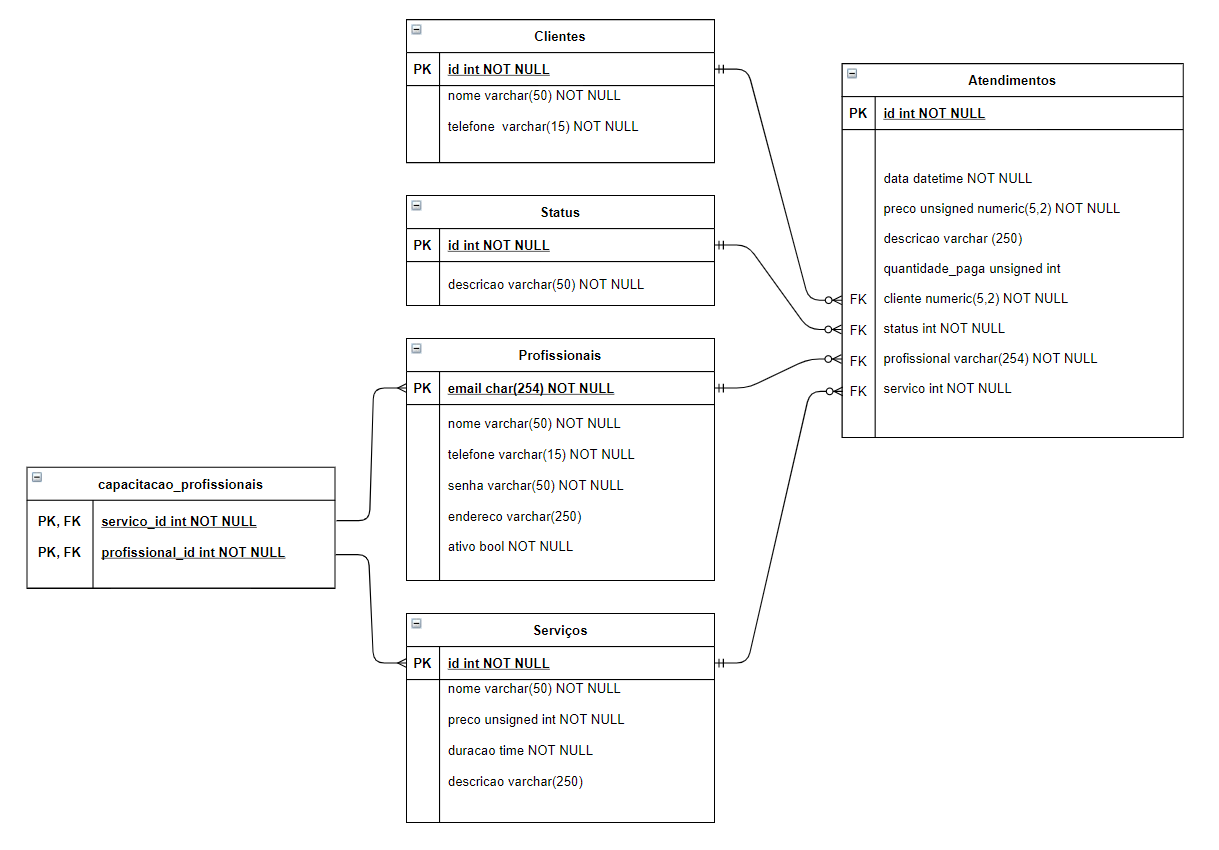 Clientes
PK id int NOT NULL
nome varchar(50) NOT NULL
telefone varchar(15) NOT NULL
Status
PK id int NOT NULL
descricao varchar(50) NOT NULL
Profissionais
PK email char(254) NOT NULL
nome varchar(50) NOT NULL
telefone varchar(15) NOT NULL
senha varchar(50) NOT NULL
endereco varchar(250)
ativo bool NOT NULL
capacitacao_profissionais
PK, FK servico_id int NOT NULL
PK, FK profissional_id int NOT NULL
Serviços
PK id int NOT NULL
nome varchar(50) NOT NULL
preco unsigned int NOT NULL
duracao time NOT NULL
descricao varchar(250)
Atendimentos
PK id int NOT NULL
data datetime NOT NULL
preco unsigned numeric(5,2) NOT NULL
descricao varchar (250)
quantidade_paga unsigned int
FK cliente numeric(5,2) NOT NULL
FK status int NOT NULL
FK profissional varchar(254) NOT NULL
FK servico int NOT NULL